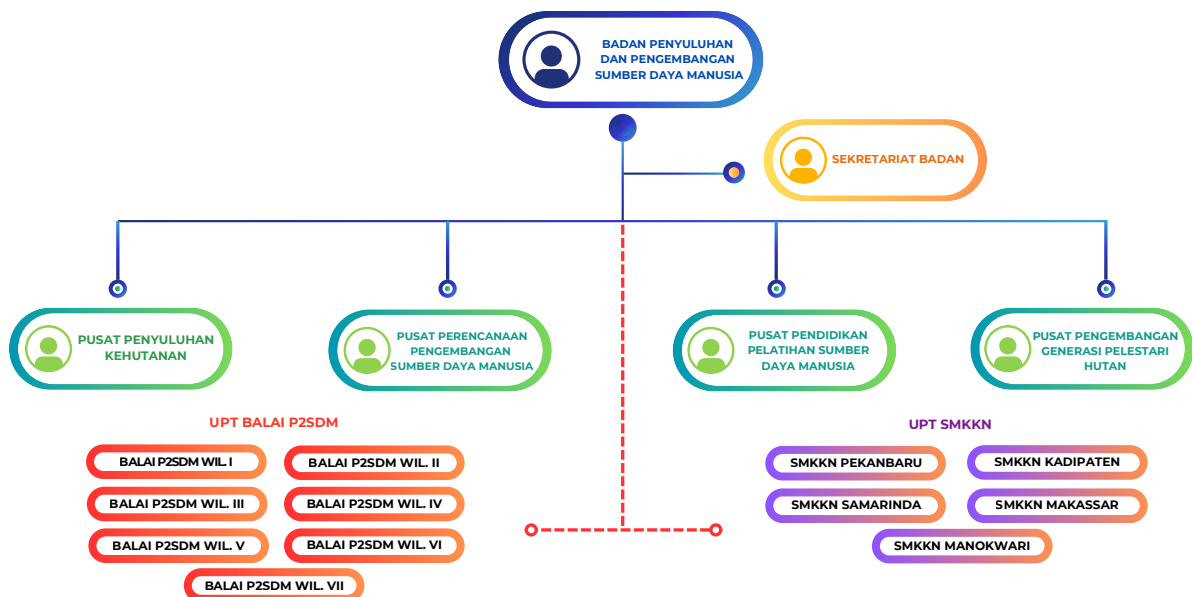 BADAN PENYULUHAN
DAN PENGEMBANGAN
SUMBER DAYA MANUSIA
SEKRETARIAT BADAN
PUSAT PENYULUHAN
KEHUTANAN
PUSAT PERENCANAAN
PENGEMBANGAN
SUMBER DAYA MANUSIA
PUSAT PENDIDIKAN
PELATIHAN SUMBER
DAYA MANUSIA
PUSAT PENGEMBANGAN
GENERASI PELESTARI
HUTAN
UPT BALAI P2SDM
BALAI P2SDM WIL. I
BALAI P2SDM WIL. II
BALAI P2SDM WIL. III
BALAI P2SDM WIL. IV
BALAI P2SDM WIL. V
BALAI P2SDM WIL. VI
BALAI P2SDM WIL. VII
UPT SMKKN
SMKKN PEKANBARU
SMKKN KADIPATEN
SMKKN SAMARINDA
SMKKN MAKASSAR
SMKKN MANOKWARI